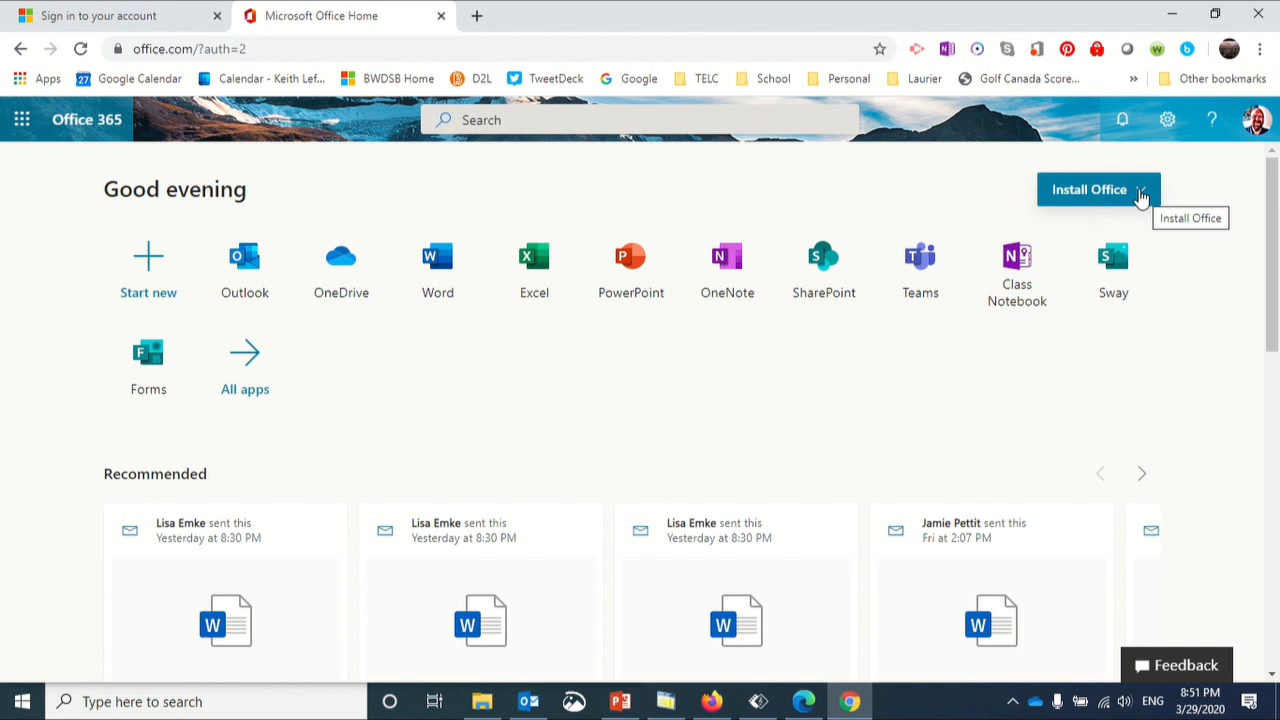 Sign in to your account
Microsoft Office Home
office.com/?auth=2
Apps
27
Google Calendar
Calendar - Keith Lef...
BWDSB Home
D2L
TweetDeck
Google
TELC
School
Personal
Laurier
Golf Canada Score...
»
Other bookmarks
Office 365
Search
?
Good evening
Install Office
Install Office
Start new
Outlook
OneDrive
Word
Excel
PowerPoint
OneNote
SharePoint
Teams
Class
Notebook
Sway
Forms
All apps
Recommended
Lisa Emke sent this
Yesterday at 8:30 PM
Lisa Emke sent this
Yesterday at 8:30 PM
Lisa Emke sent this
Yesterday at 8:30 PM
Jamie Pettit sent this
Fri at 2:07 PM
W
W
W
W
Feedback
Type here to search
ENG
8:51 PM
3/29/2020